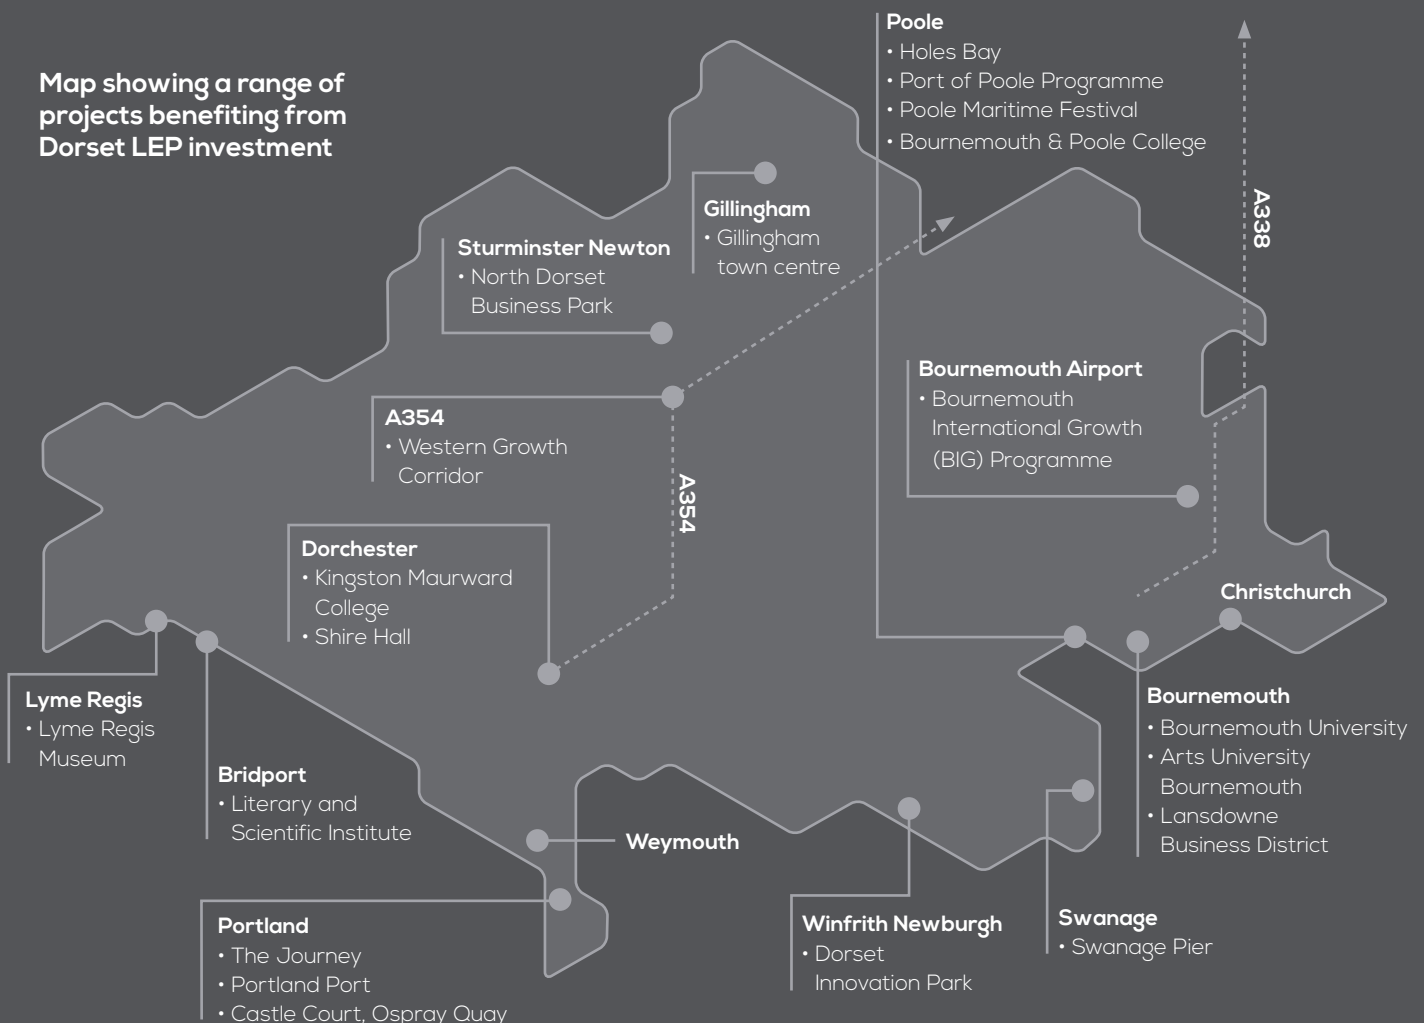 Map showing a range of
projects benefiting from
Dorset LEP investment
Poole
• Holes Bay
• Port of Poole Programme
• Poole Maritime Festival
• Bournemouth & Poole College
A338
Gillingham
• Gillingham
town centre
Sturminster Newton
• North Dorset
Business Park
Bournemouth Airport
• Bournemouth
International Growth
(BIG) Programme
A354
• Western Growth
Corridor
A354
Dorchester
• Kingston Maurward
College
• Shire Hall
Christchurch
Lyme Regis
• Lyme Regis
Museum
Bridport
• Literary and
Scientific Institute
Bournemouth
• Bournemouth University
• Arts University
Bournemouth
• Lansdowne
Business District
Weymouth
Portland
• The Journey
• Portland Port
• Castle Court, Ospray Quay
Winfrith Newburgh
• Dorset
Innovation Park
Swanage
• Swanage Pier